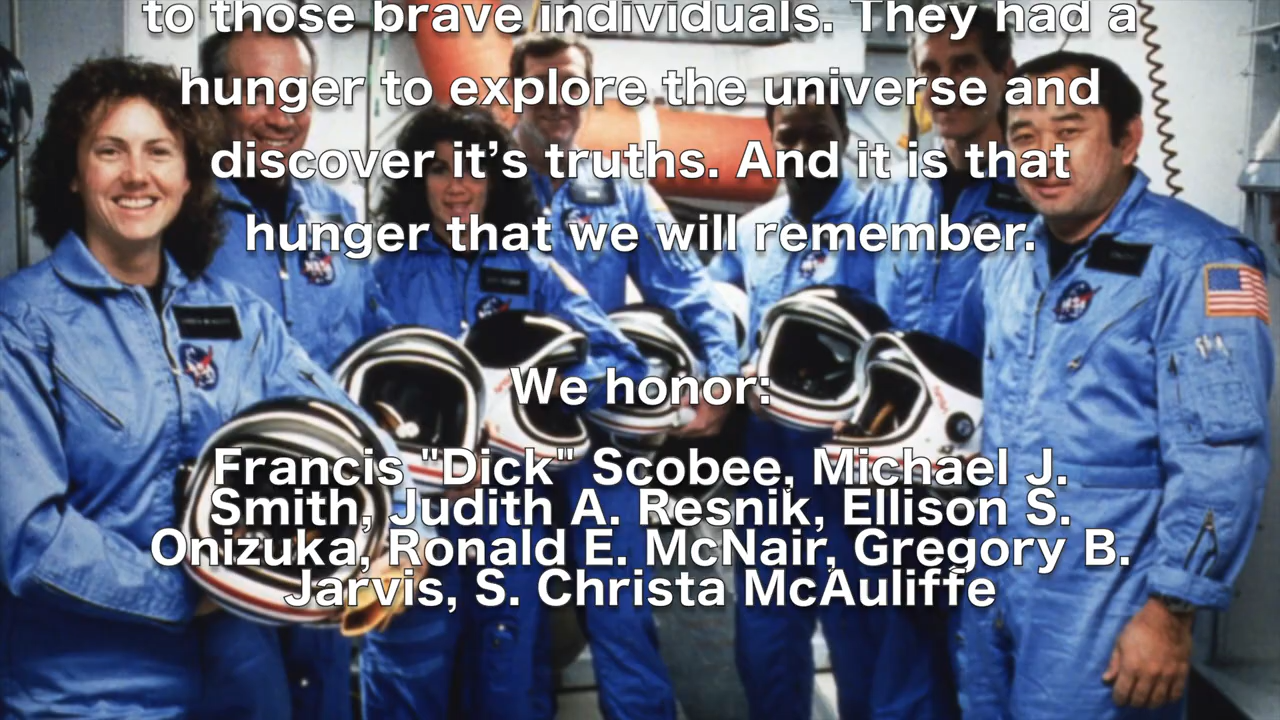 to those brave individuals. They had a
hunger to explore the universe and
discover it’s truths. And it is that
hunger that we will remember.
We honor:
Francis "Dick" Scobee, Michael J.
Smith, Judith A. Resnik, Ellison S.
Onizuka, Ronald E. McNair, Gregory B.
Jarvis, S. Christa McAuliffe